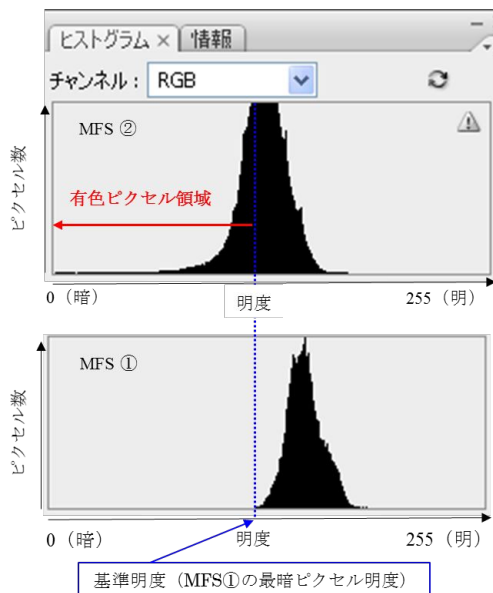 ヒストグラム × 情報
チャンネル： RGB
MFS ②
有色ピクセル領域
ピクセル数
0（暗） 明度 255（明）
MFS ①
ピクセル数
0（暗） 明度 255（明）
基準明度（MFS①の最暗ピクセル明度）